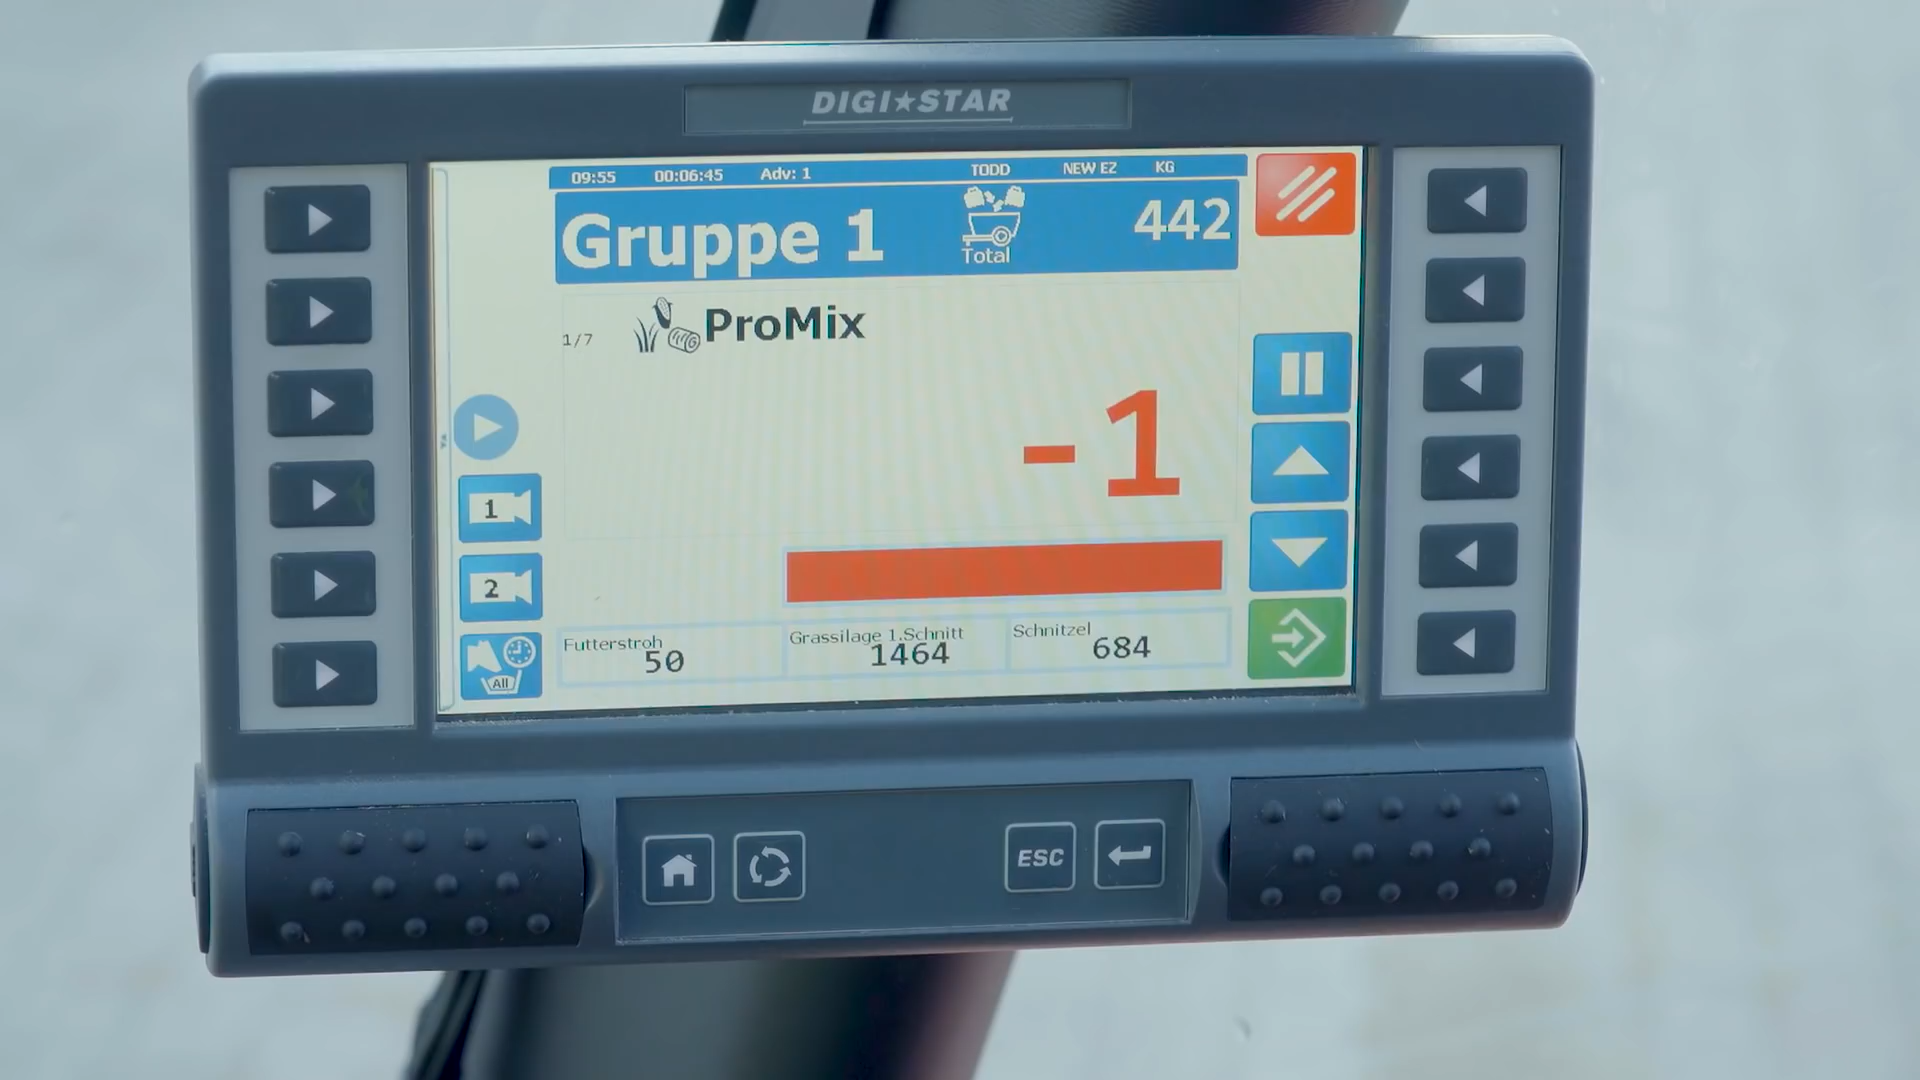 DIGI★STAR
09:55 00:06:45 Adv: 1 TODD NEW EZ KG
Gruppe 1 Total 442
1/7 ProMix
-1
1
2
All
Futterstroh 50
Grassilage 1.Schnitt 1464
Schnitzel 684
ESC